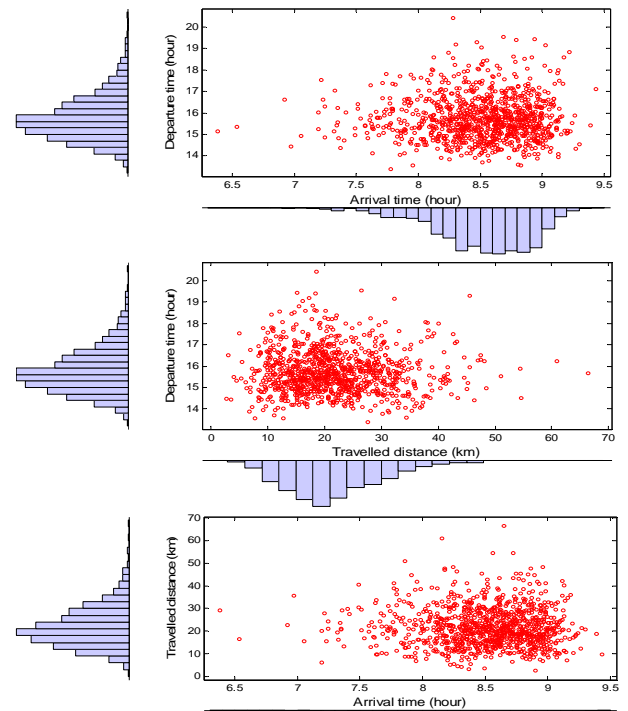 Departure time (hour)
20
19
18
17
16
15
14
6.5 7 7.5 8 8.5 9 9.5
Arrival time (hour)
Departure time (hour)
20
19
18
17
16
15
14
0 10 20 30 40 50 60 70
Travelled distance (km)
Travelled distance (km)
70
60
50
40
30
20
10
0
6.5 7 7.5 8 8.5 9 9.5
Arrival time (hour)